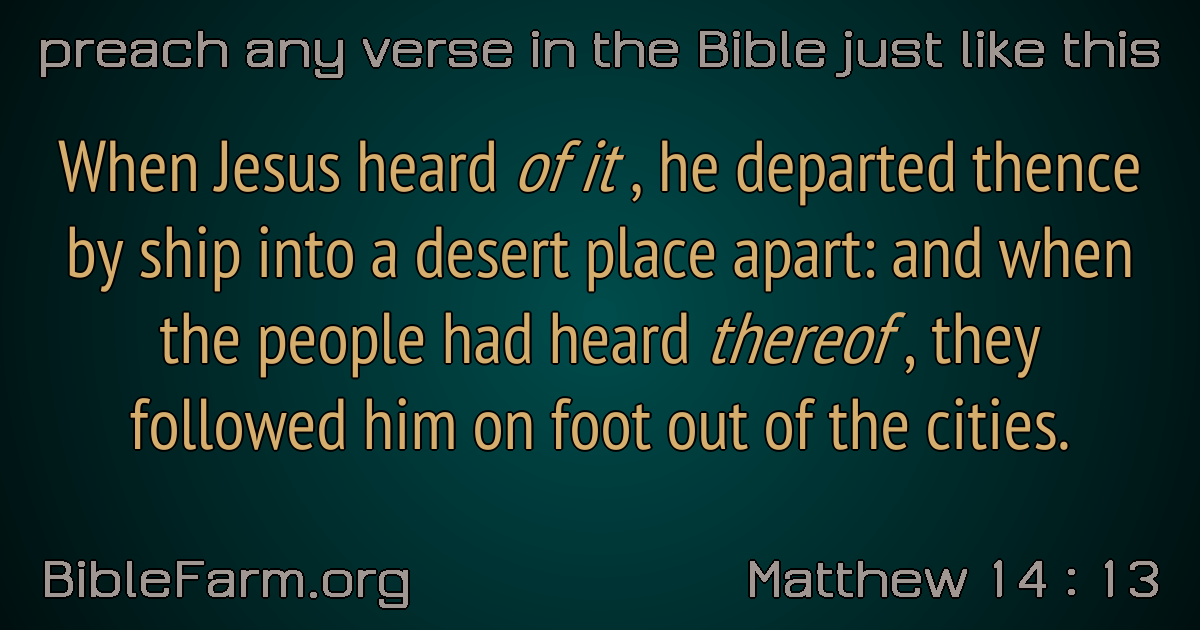 preach any verse in the Bible just like this
When Jesus heard of it , he departed thence
by ship into a desert place apart: and when
the people had heard thereof , they
followed him on foot out of the cities.
BibleFarm.org
Matthew 14 : 13